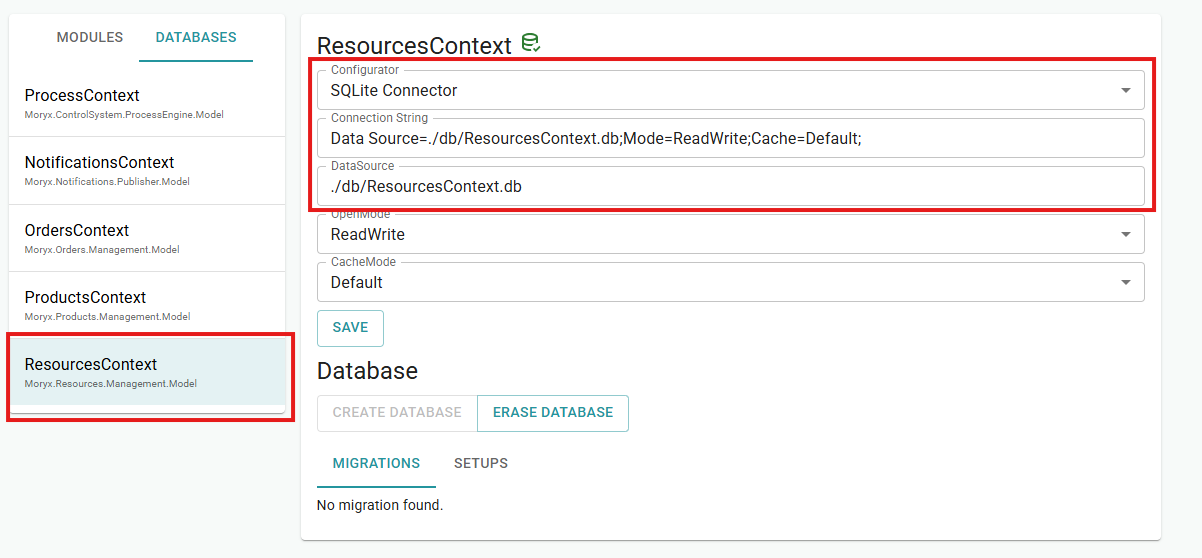 MODULES DATABASES
ProcessContext
Moryx.ControlSystem.ProcessEngine.Model
NotificationsContext
Moryx.Notifications.Publisher.Model
OrdersContext
Moryx.Orders.Management.Model
ProductsContext
Moryx.Products.Management.Model
ResourcesContext
Moryx.Resources.Management.Model
ResourcesContext
Configurator
SQLite Connector
Connection String
Data Source=./db/ResourcesContext.db;Mode=ReadWrite;Cache=Default;
DataSource
./db/ResourcesContext.db
OpenMode
ReadWrite
CacheMode
Default
SAVE
Database
CREATE DATABASE ERASE DATABASE
MIGRATIONS SETUPS
No migration found.